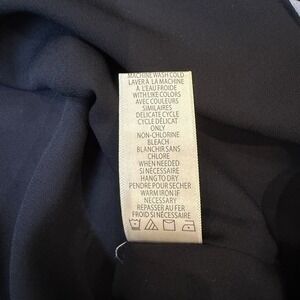 MACHINE WASH COLD
LAVER À LA MACHINE
À L'EAU FROIDE
WITH LIKE COLORS
AVEC COULEURS
SIMILAIRES
DELICATE CYCLE
CYCLE DÉLICAT
ONLY
NON-CHLORINE
BLEACH
BLANCHIR SANS
CHLORE
WHEN NEEDED
SI NÉCESSAIRE
HANG TO DRY
PENDRE POUR SÉCHER
WARM IRON IF
NECESSARY
REPASSER AU FER
FROID SI NÉCESSAIRE